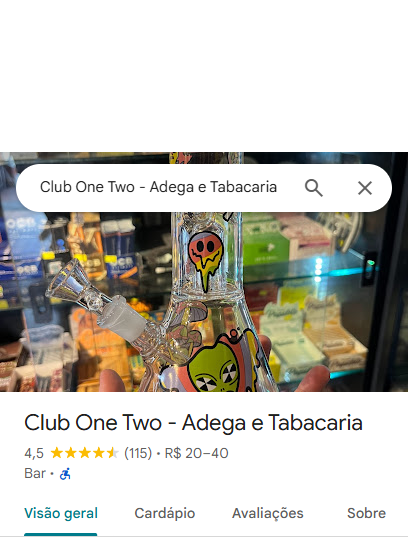 Club One Two - Adega e Tabacaria
OCB
Club One Two - Adega e Tabacaria
4,5 (115) • R$ 20–40
Bar •
Visão geral Cardápio Avaliações Sobre